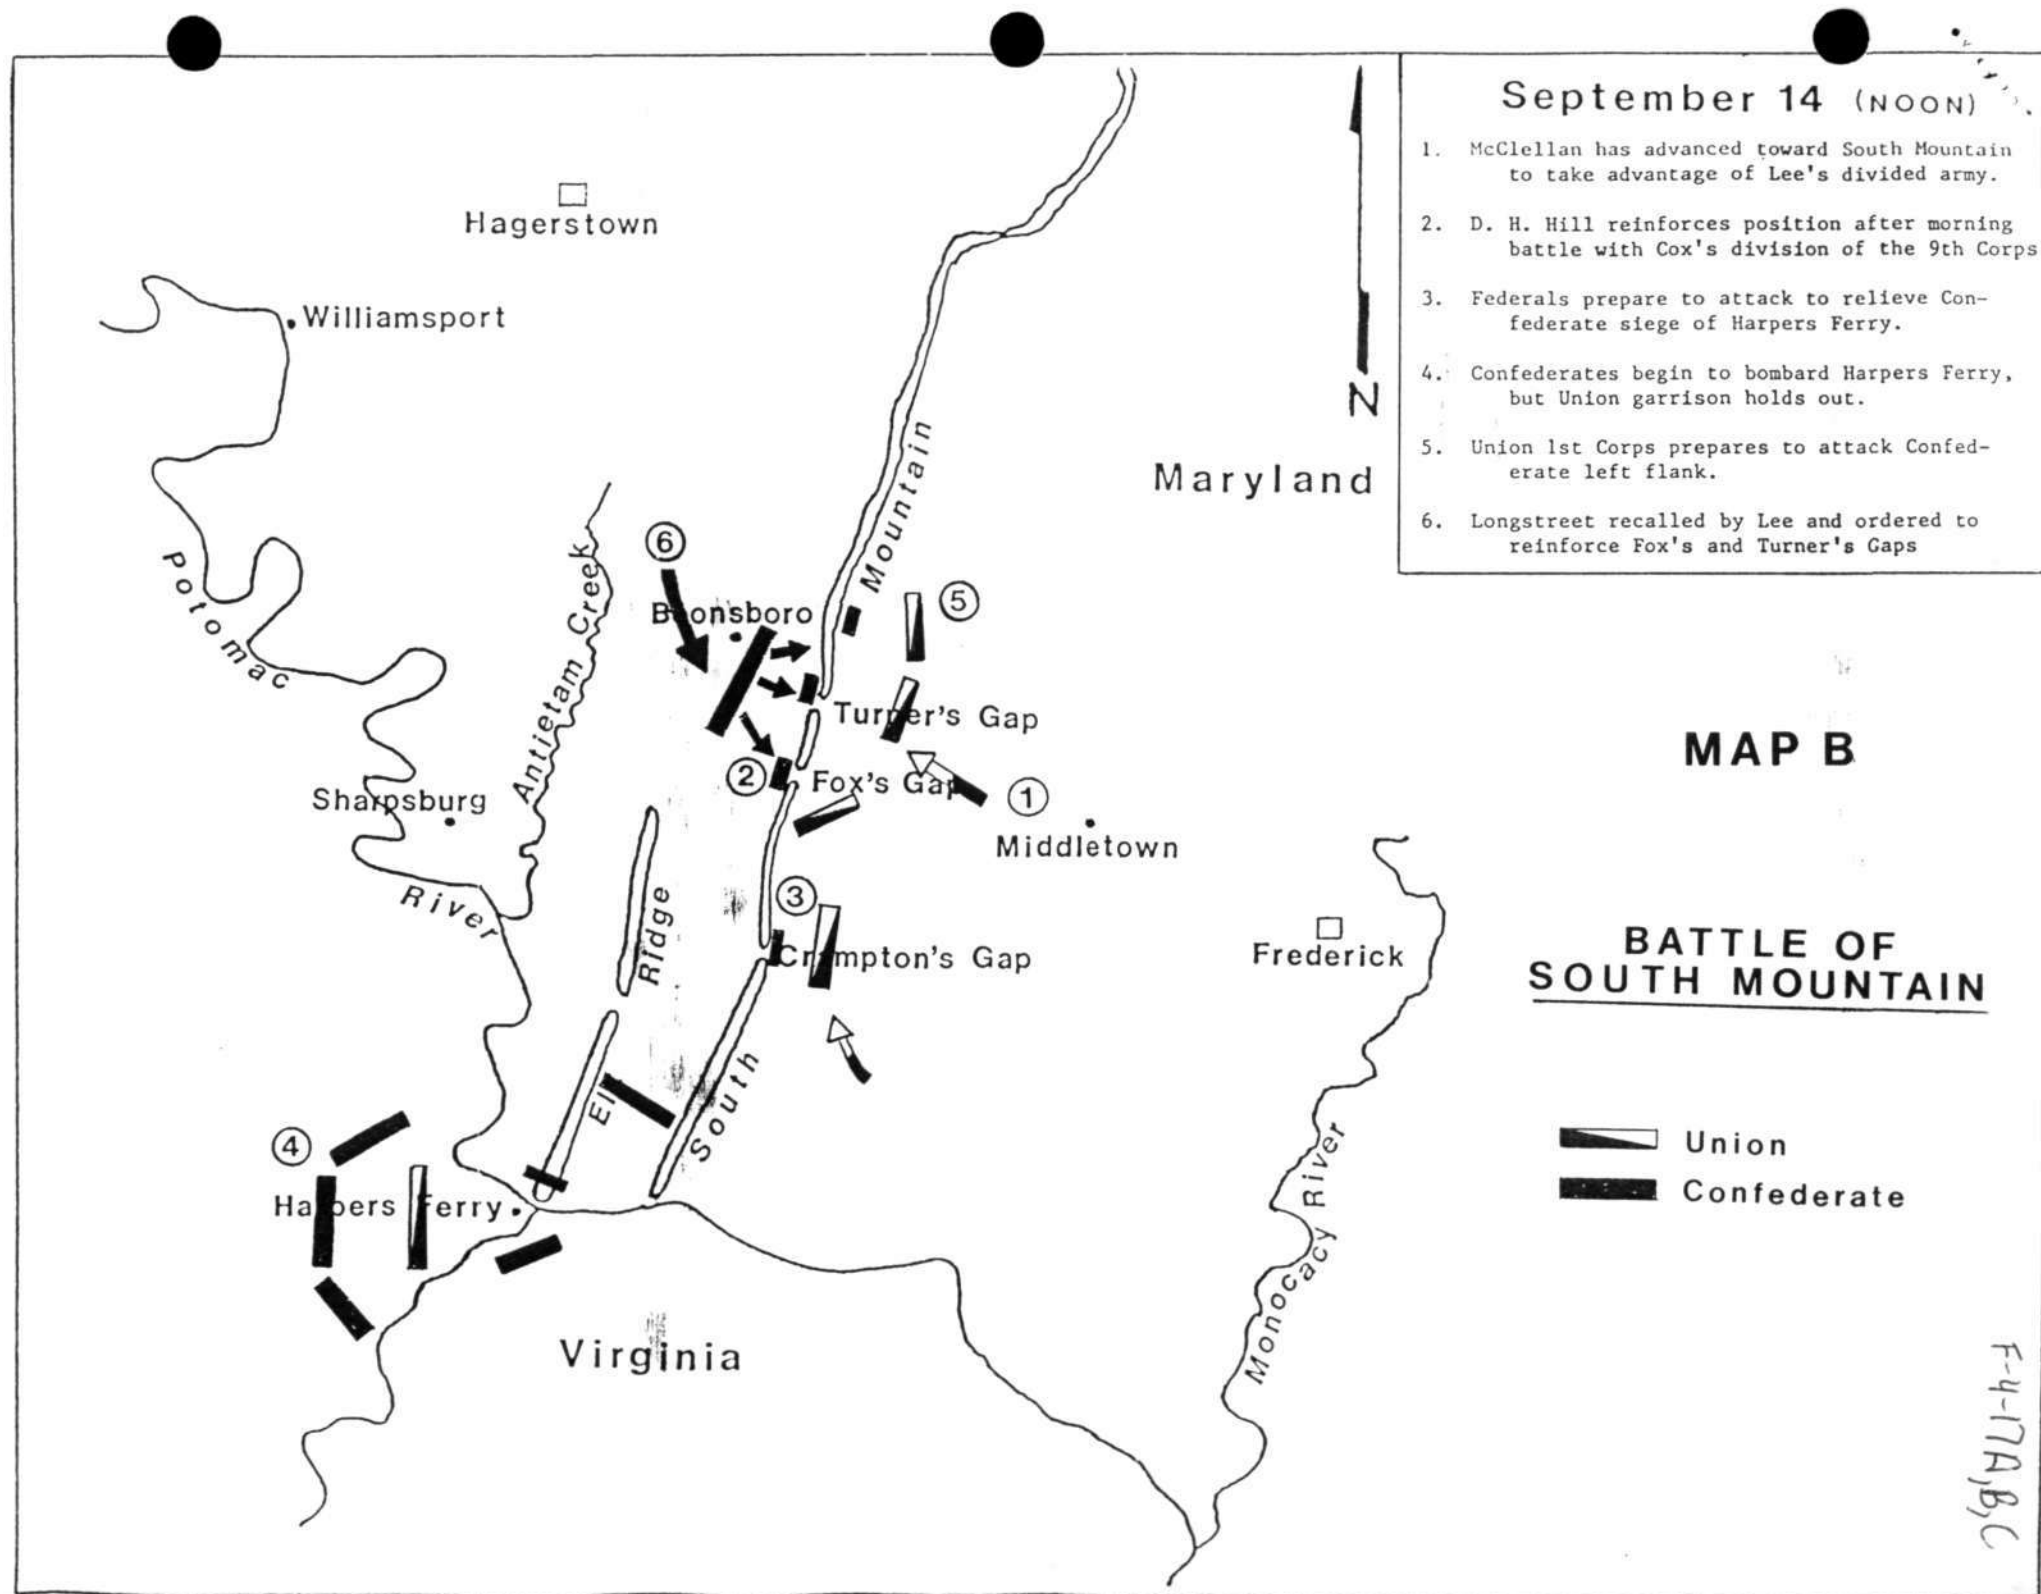 September 14 (NOON)
1. McClellan has advanced toward South Mountain
to take advantage of Lee's divided army.
2. D. H. Hill reinforces position after morning
battle with Cox's division of the 9th Corps
3. Federals prepare to attack to relieve Con-
federate siege of Harpers Ferry.
4. Confederates begin to bombard Harpers Ferry,
but Union garrison holds out.
5. Union 1st Corps prepares to attack Confed-
erate left flank.
6. Longstreet recalled by Lee and ordered to
reinforce Fox's and Turner's Gaps
Hagerstown
Williamsport
N
Maryland
Mountain
Potomac
Antietam Creek
6
5
Boonsboro
Turner's Gap
MAP B
2
Fox's Gap
1
Sharpsburg
Middletown
River
3
Ridge
Crampton's Gap
Frederick
BATTLE OF
SOUTH MOUNTAIN
South
4
Harpers Ferry
Monocacy River
Union
Confederate
Virginia
F-4-17A,B,C